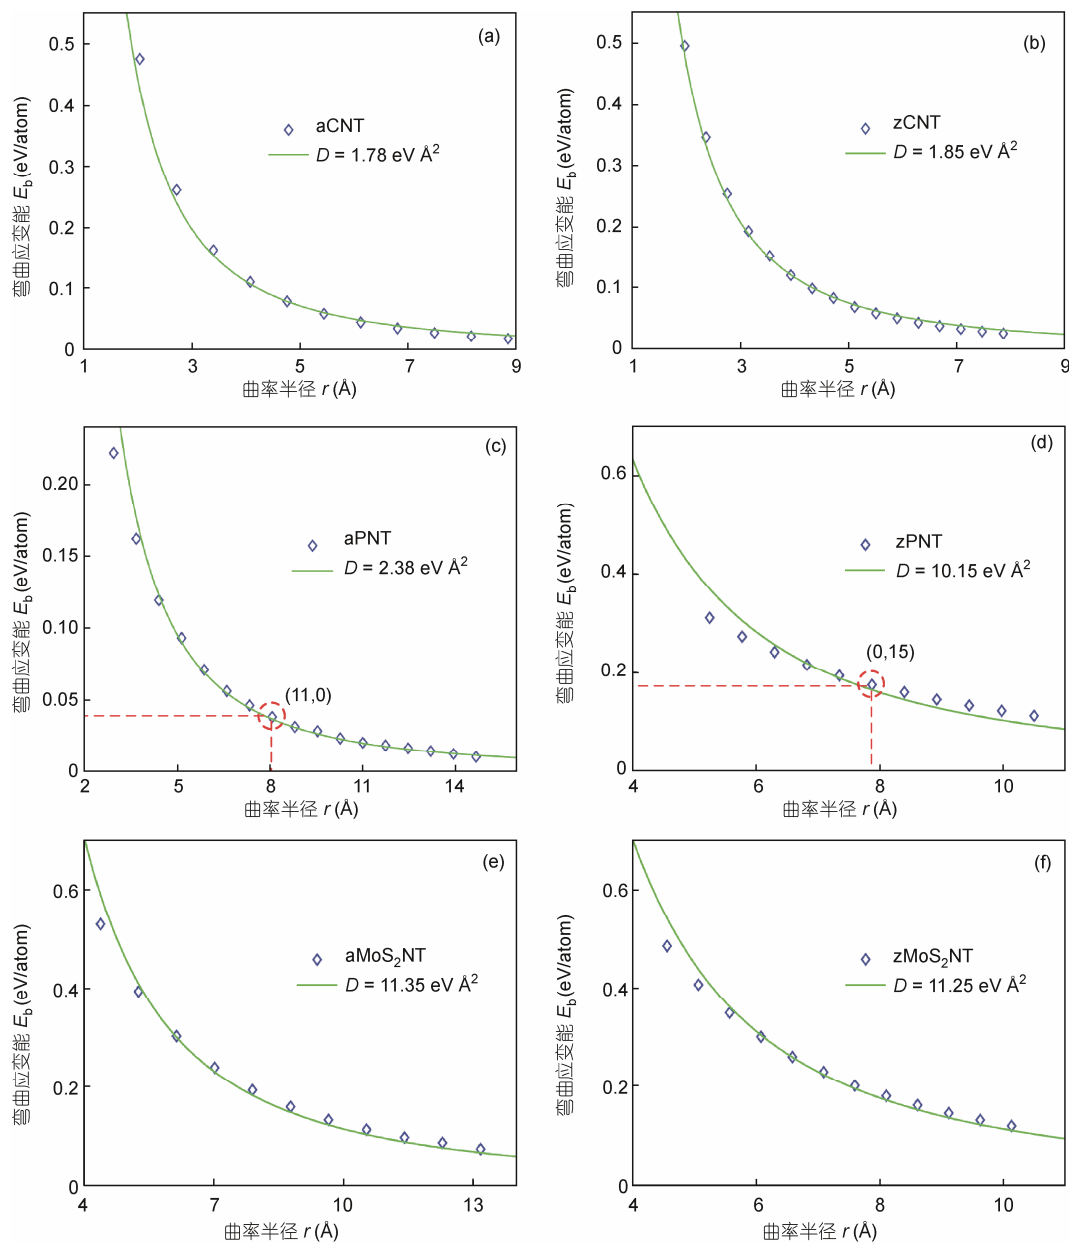 (a)
弯曲应变能 Eb (eV/atom)
0.5
0.4
0.3
0.2
0.1
0
aCNT
D = 1.78 eV Å²
1 3 5 7 9
曲率半径 r (Å)
(b)
弯曲应变能 Eb (eV/atom)
0.5
0.4
0.3
0.2
0.1
0
zCNT
D = 1.85 eV Å²
1 3 5 7 9
曲率半径 r (Å)
(c)
弯曲应变能 Eb (eV/atom)
0.20
0.15
0.10
0.05
0
aPNT
D = 2.38 eV Å²
(11,0)
2 5 8 11 14
曲率半径 r (Å)
(d)
弯曲应变能 Eb (eV/atom)
0.6
0.4
0.2
0
zPNT
D = 10.15 eV Å²
(0,15)
4 6 8 10
曲率半径 r (Å)
(e)
弯曲应变能 Eb (eV/atom)
0.6
0.4
0.2
0
aMoS₂NT
D = 11.35 eV Å²
4 7 10 13
曲率半径 r (Å)
(f)
弯曲应变能 Eb (eV/atom)
0.6
0.4
0.2
0
zMoS₂NT
D = 11.25 eV Å²
4 6 8 10
曲率半径 r (Å)